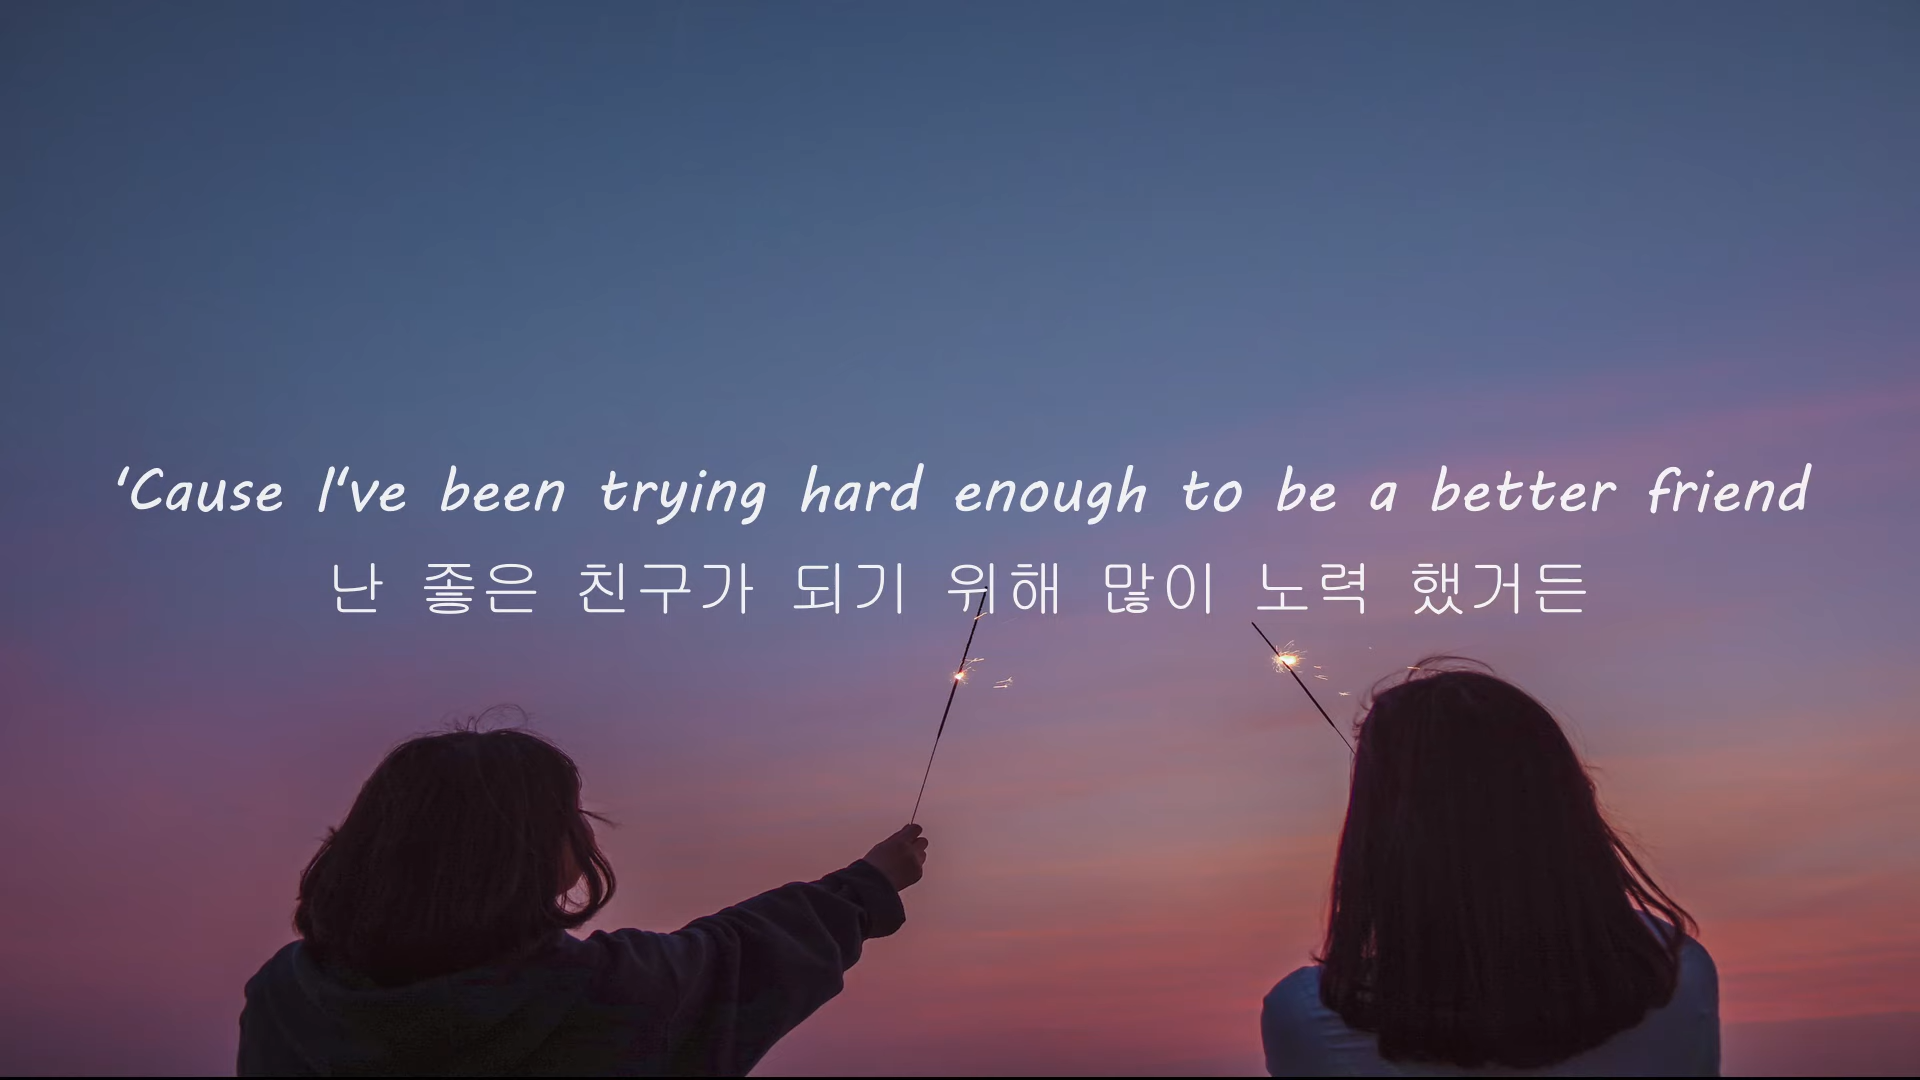 'Cause I've been trying hard enough to be a better friend
난 좋은 친구가 되기 위해 많이 노력 했거든